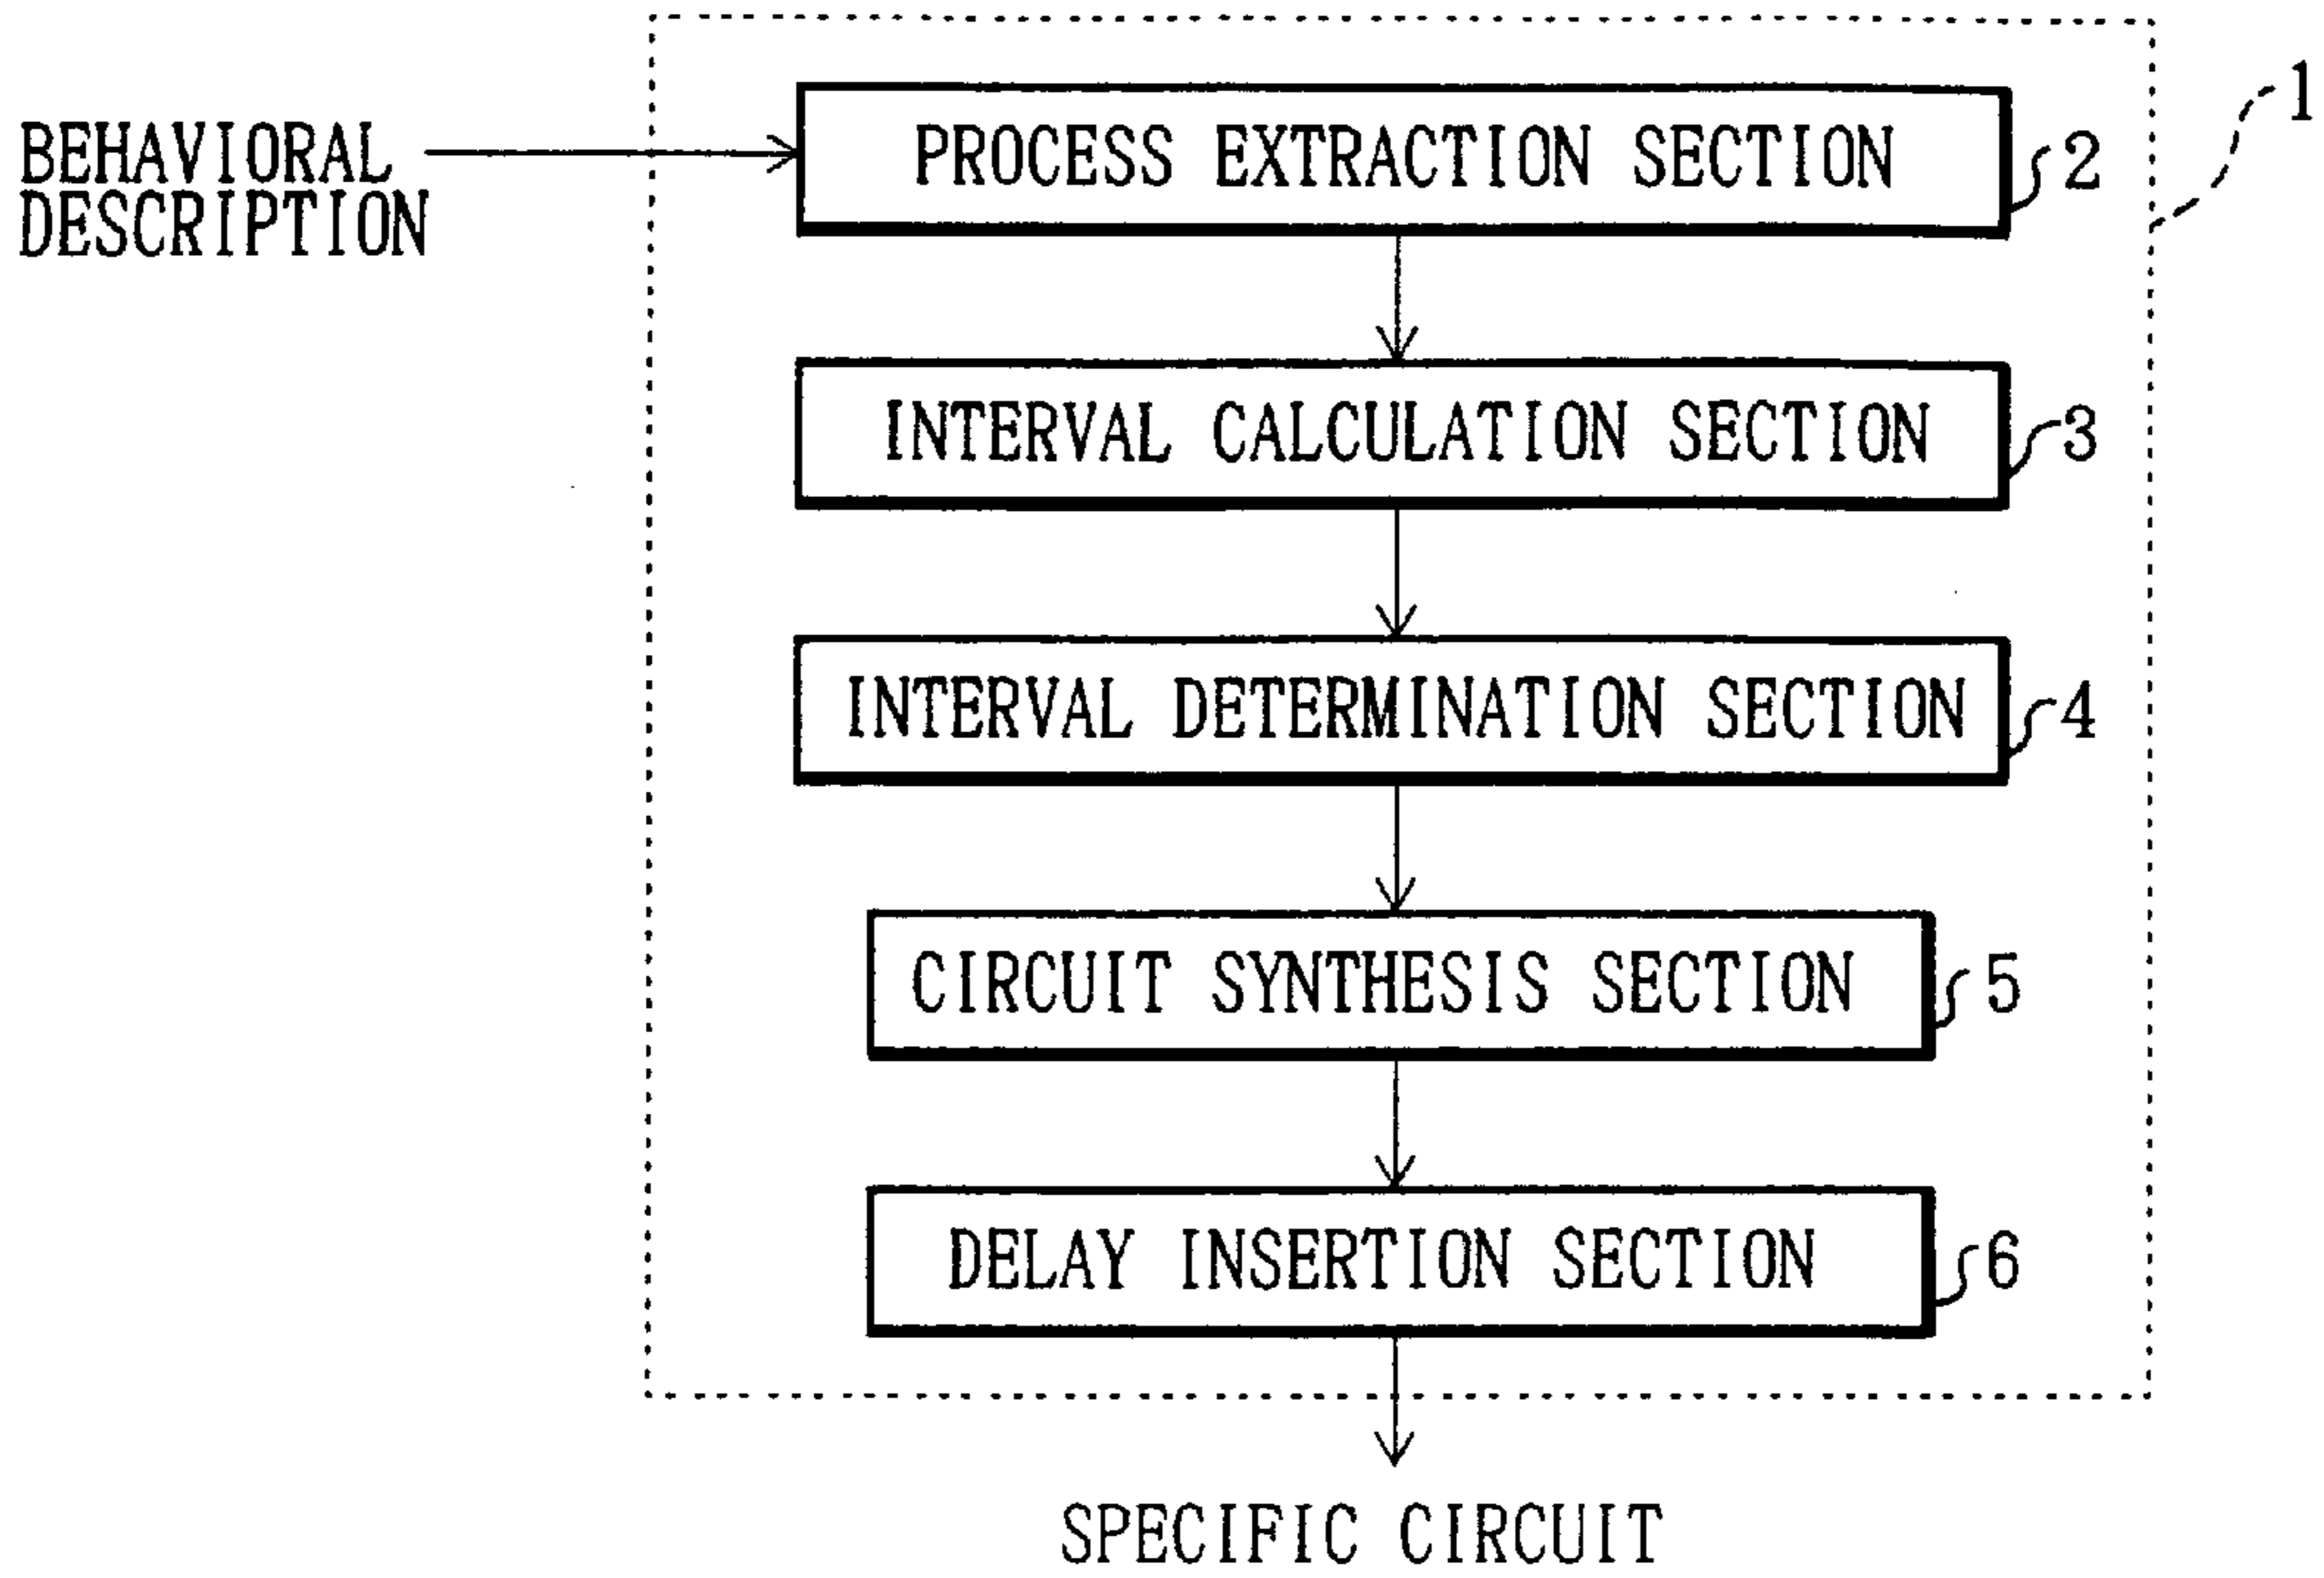 1
BEHAVIORAL
DESCRIPTION
PROCESS EXTRACTION SECTION
2
INTERVAL CALCULATION SECTION
3
INTERVAL DETERMINATION SECTION
4
CIRCUIT SYNTHESIS SECTION
5
DELAY INSERTION SECTION
6
SPECIFIC CIRCUIT